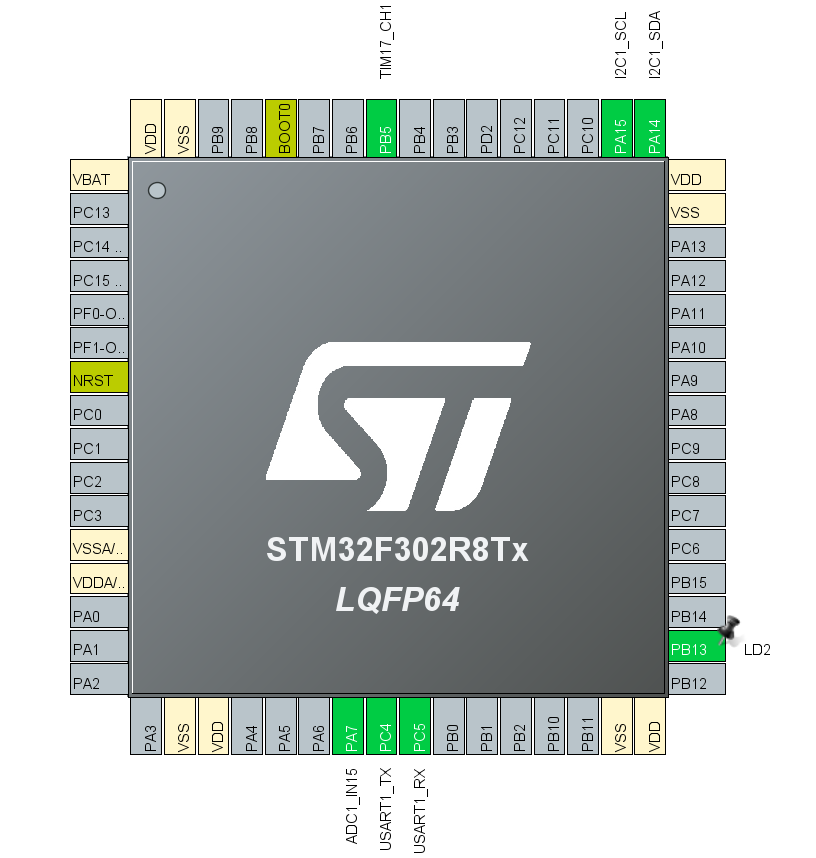 TIM17_CH1
I2C1_SCL
I2C1_SDA
VDD
VSS
PB9
PB8
BOOT0
PB7
PB6
PB5
PB4
PB3
PD2
PC12
PC11
PC10
PA15
PA14
VBAT
PC13
PC14 ..
PC15 ..
PF0-O..
PF1-O..
NRST
PC0
PC1
PC2
PC3
VSSA/..
VDDA/..
PA0
PA1
PA2
VDD
VSS
PA13
PA12
PA11
PA10
PA9
PA8
PC9
PC8
PC7
PC6
PB15
PB14
PB13
LD2
PB12
ST
STM32F302R8Tx
LQFP64
PA3
VSS
VDD
PA4
PA5
PA6
PA7
PC4
PC5
PB0
PB1
PB2
PB10
PB11
VSS
VDD
ADC1_IN15
USART1_TX
USART1_RX